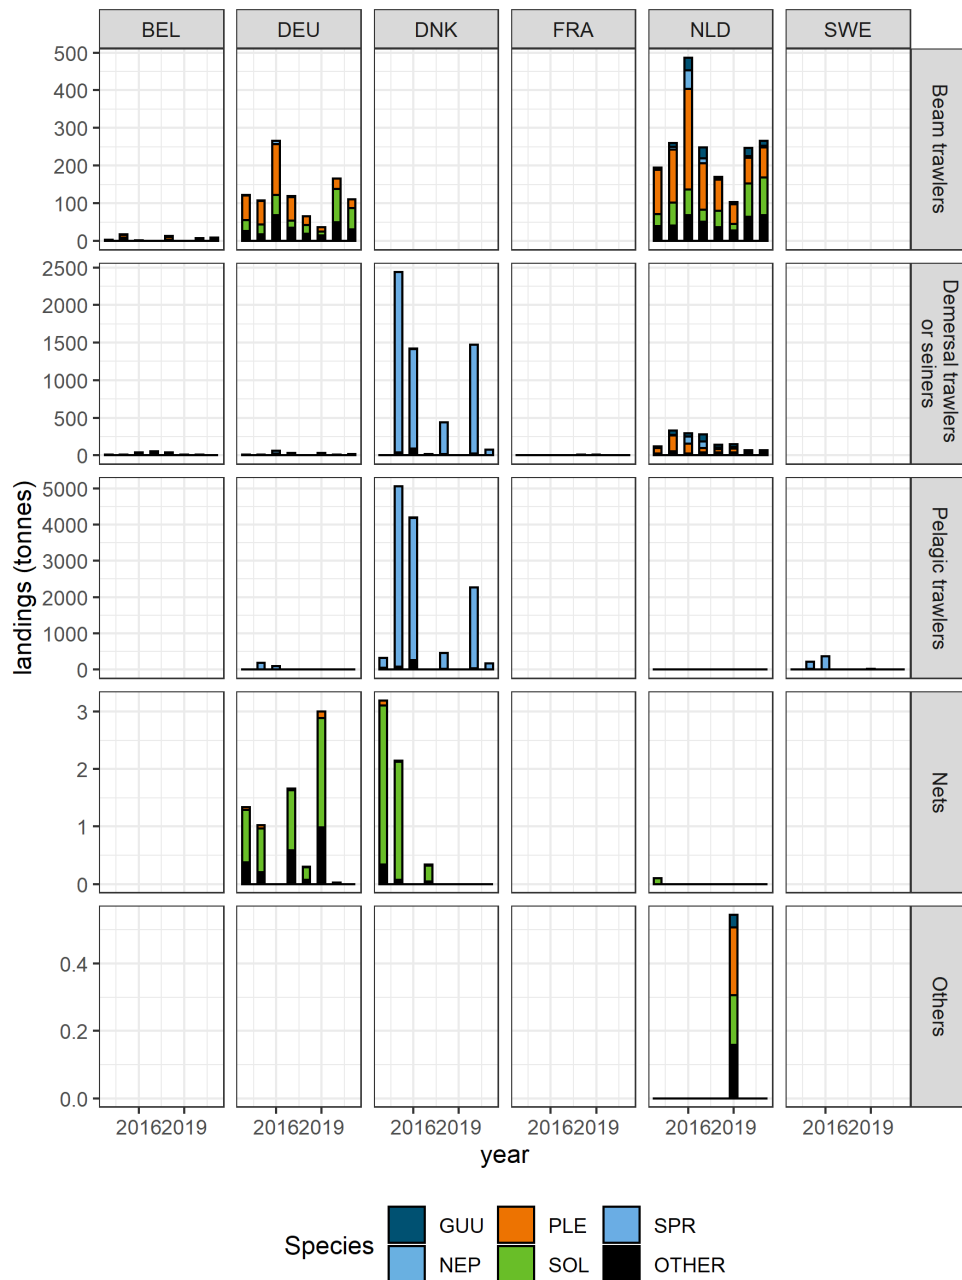 BEL DEU DNK FRA NLD SWE
500
400
300
200
100
0
Beam trawlers
2500
2000
1500
1000
500
0
Demersal trawlers
or seiners
landings (tonnes)
5000
4000
3000
2000
1000
0
Pelagic trawlers
3
2
1
0
Nets
0.4
0.2
0.0
Others
20162019 20162019 20162019 20162019 20162019 20162019
year
Species
GUU PLE SPR
NEP SOL OTHER